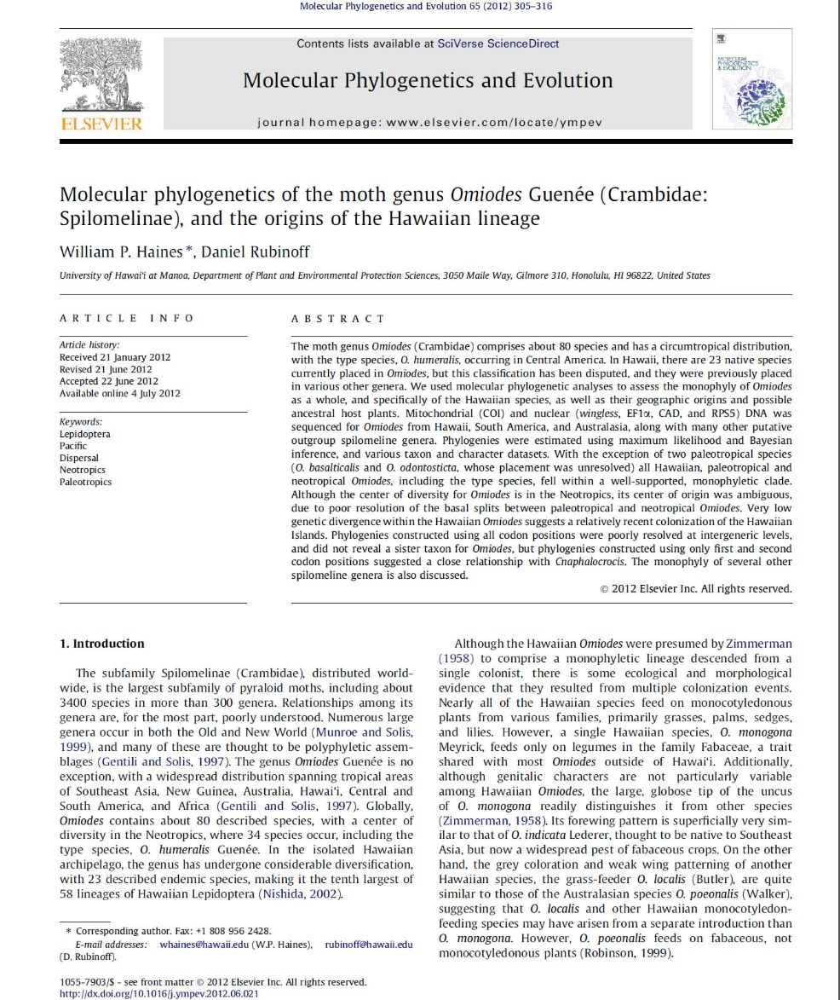 Molecular Phylogenetics and Evolution 65 (2012) 305–316
Contents lists available at SciVerse ScienceDirect
Molecular Phylogenetics and Evolution
journal homepage: www.elsevier.com/locate/ympev
ELSEVIER
MOLECULAR
PHYLOGENETICS
& EVOLUTION
Molecular phylogenetics of the moth genus Omiodes Guenée (Crambidae:
Spilomelinae), and the origins of the Hawaiian lineage
William P. Haines *, Daniel Rubinoff
University of Hawai‘i at Manoa, Department of Plant and Environmental Protection Sciences, 3050 Maile Way, Gilmore 310, Honolulu, HI 96822, United States
ARTICLE INFO
Article history:
Received 21 January 2012
Revised 21 June 2012
Accepted 22 June 2012
Available online 4 July 2012
Keywords:
Lepidoptera
Pacific
Dispersal
Neotropics
Paleotropics
ABSTRACT
The moth genus Omiodes (Crambidae) comprises about 80 species and has a circumtropical distribution,
with the type species, O. humeralis, occurring in Central America. In Hawaii, there are 23 native species
currently placed in Omiodes, but this classification has been disputed, and they were previously placed
in various other genera. We used molecular phylogenetic analyses to assess the monophyly of Omiodes
as a whole, and specifically of the Hawaiian species, as well as their geographic origins and possible
ancestral host plants. Mitochondrial (COI) and nuclear (wingless, EF1α, CAD, and RPS5) DNA was
sequenced for Omiodes from Hawaii, South America, and Australasia, along with many other putative
outgroup spilomeline genera. Phylogenies were estimated using maximum likelihood and Bayesian
inference, and various taxon and character datasets. With the exception of two paleotropical species
(O. basalticalis and O. odontosticta, whose placement was unresolved) all Hawaiian, paleotropical and
neotropical Omiodes, including the type species, fell within a well-supported, monophyletic clade.
Although the center of diversity for Omiodes is in the Neotropics, its center of origin was ambiguous,
due to poor resolution of the basal splits between paleotropical and neotropical Omiodes. Very low
genetic divergence within the Hawaiian Omiodes suggests a relatively recent colonization of the Hawaiian
Islands. Phylogenies constructed using all codon positions were poorly resolved at intergeneric levels,
and did not reveal a sister taxon for Omiodes, but phylogenies constructed using only first and second
codon positions suggested a close relationship with Cnaphalocrocis. The monophyly of several other
spilomeline genera is also discussed.
© 2012 Elsevier Inc. All rights reserved.
1. Introduction
The subfamily Spilomelinae (Crambidae), distributed world-
wide, is the largest subfamily of pyraloid moths, including about
3400 species in more than 300 genera. Relationships among its
genera are, for the most part, poorly understood. Numerous large
genera occur in both the Old and New World (Munroe and Solis,
1999), and many of these are thought to be polyphyletic assem-
blages (Gentili and Solis, 1997). The genus Omiodes Guenée is no
exception, with a widespread distribution spanning tropical areas
of Southeast Asia, New Guinea, Australia, Hawai‘i, Central and
South America, and Africa (Gentili and Solis, 1997). Globally,
Omiodes contains about 80 described species, with a center of
diversity in the Neotropics, where 34 species occur, including the
type species, O. humeralis Guenée. In the isolated Hawaiian
archipelago, the genus has undergone considerable diversification,
with 23 described endemic species, making it the tenth largest of
58 lineages of Hawaiian Lepidoptera (Nishida, 2002).
Although the Hawaiian Omiodes were presumed by Zimmerman
(1958) to comprise a monophyletic lineage descended from a
single colonist, there is some ecological and morphological
evidence that they resulted from multiple colonization events.
Nearly all of the Hawaiian species feed on monocotyledonous
plants from various families, primarily grasses, palms, sedges,
and lilies. However, a single Hawaiian species, O. monogona
Meyrick, feeds only on legumes in the family Fabaceae, a trait
shared with most Omiodes outside of Hawai‘i. Additionally,
although genitalic characters are not particularly variable
among Hawaiian Omiodes, the large, globose tip of the uncus
of O. monogona readily distinguishes it from other species
(Zimmerman, 1958). Its forewing pattern is superficially very sim-
ilar to that of O. indicata Lederer, thought to be native to Southeast
Asia, but now a widespread pest of fabaceous crops. On the other
hand, the grey coloration and weak wing patterning of another
Hawaiian species, the grass-feeder O. localis (Butler), are quite
similar to those of the Australasian species O. poeonalis (Walker),
suggesting that O. localis and other Hawaiian monocotyledon-
feeding species may have arisen from a separate introduction than
O. monogona. However, O. poeonalis feeds on fabaceous, not
monocotyledonous plants (Robinson, 1999).
* Corresponding author. Fax: +1 808 956 2428.
E-mail addresses: whaines@hawaii.edu (W.P. Haines), rubinoff@hawaii.edu
(D. Rubinoff).
1055-7903/$ - see front matter © 2012 Elsevier Inc. All rights reserved.
http://dx.doi.org/10.1016/j.ympev.2012.06.021